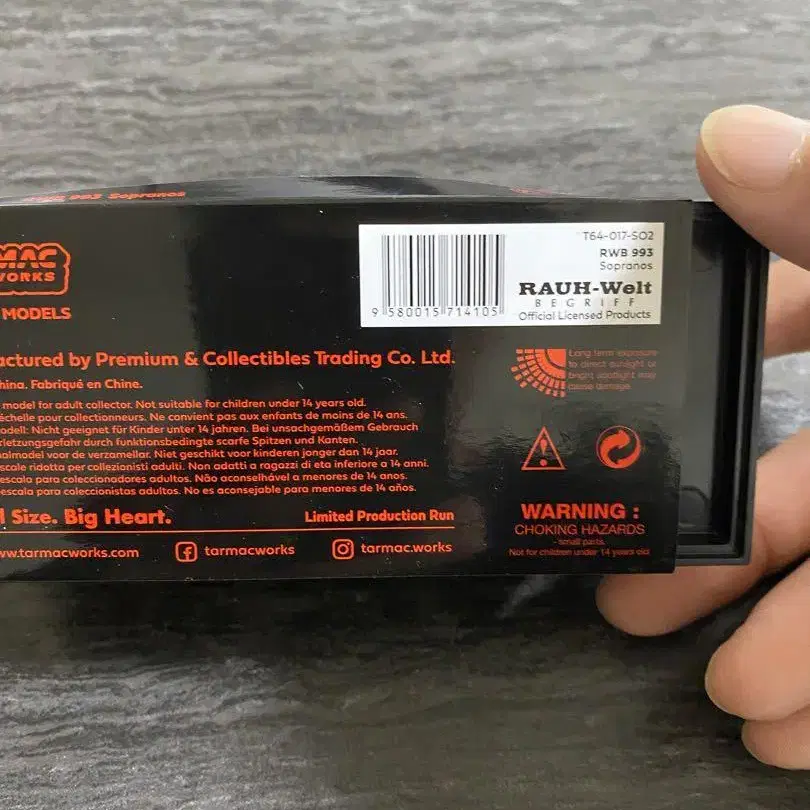 993 Sopranos
MAC
WORKS
MODELS
T64-017-SO2
RWB 993
Sopranos
RAUH-Welt
BEGRIFF
Official Licensed Products
9 580015 714105
actured by Premium & Collectibles Trading Co. Ltd.
hina. Fabriqué en Chine.
model for adult collector. Not suitable for children under 14 years old.
échelle pour collectionneurs. Ne convient pas aux enfants de moins de 14 ans.
odell: Nicht geeignet für Kinder unter 14 jahren. Bei unsachgemäßem Gebrauch
rletzungsgefahr durch funktionsbedingte scarfe Spitzen und Kanten.
almodel voor de verzamellar. Niet geschikt voor kinderen jonger dan 14 jaar.
scale ridotta per collezionisti adulti. Non adatti a ragazzi di eta inferiore a 14 anni.
escala para coleccionadores adultos. Não aconselhável a menores de 14 anos.
escala para coleccionistas adultos. No es aconsejable para menores de 14 años.
Long term exposure
to direct sunlight or
bright spotlight may
cause damage.
l Size. Big Heart.
Limited Production Run
www.tarmacworks.com
tarmacworks
tarmac.works
WARNING :
CHOKING HAZARDS
- small parts.
Not for children under 14 years old